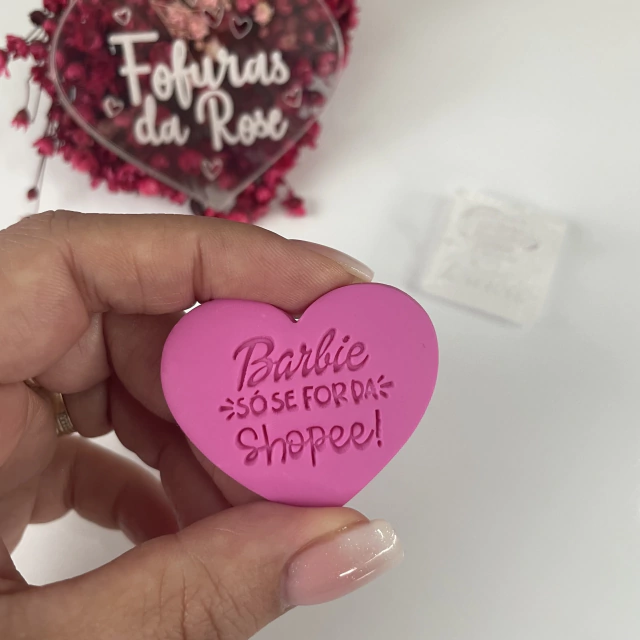 Fofuras
da Rose
Barbie
SÓ SE FOR DA
Shopee!